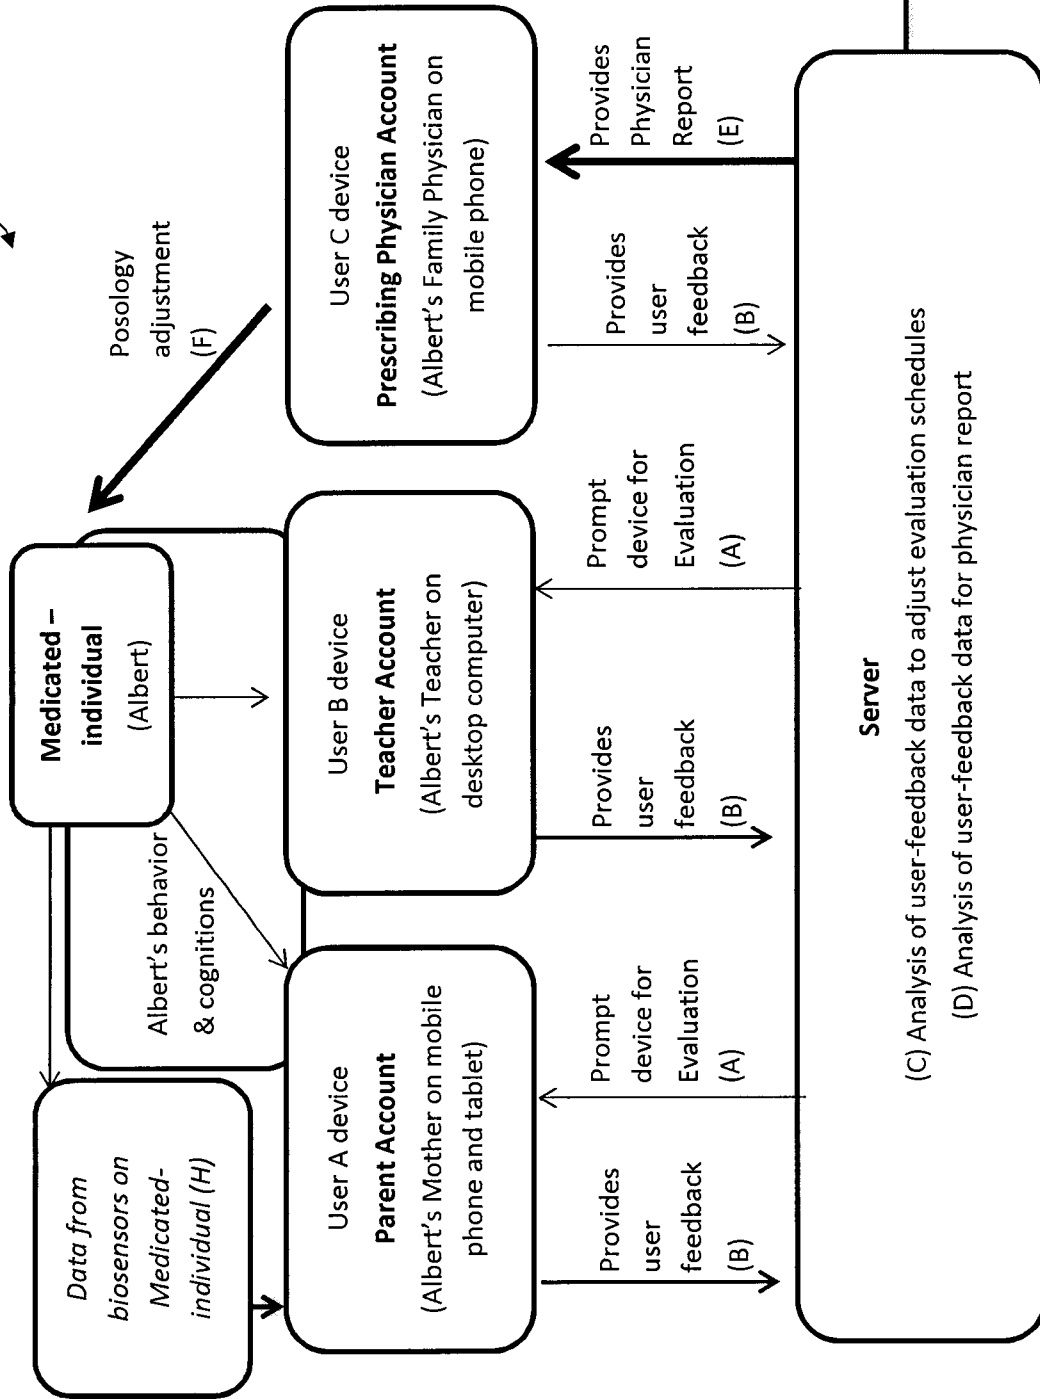 Data from
biosensors on
Medicated-
individual (H)
Medicated –
individual
(Albert)
Posology
adjustment
(F)
Albert's behavior
& cognitions
User A device
Parent Account
(Albert's Mother on mobile
phone and tablet)
User B device
Teacher Account
(Albert's Teacher on
desktop computer)
User C device
Prescribing Physician Account
(Albert's Family Physician on
mobile phone)
Provides
user
feedback
(B)
Prompt
device for
Evaluation
(A)
Provides
user
feedback
(B)
Prompt
device for
Evaluation
(A)
Provides
user
feedback
(B)
Provides
Physician
Report
(E)
Server
(C) Analysis of user-feedback data to adjust evaluation schedules
(D) Analysis of user-feedback data for physician report